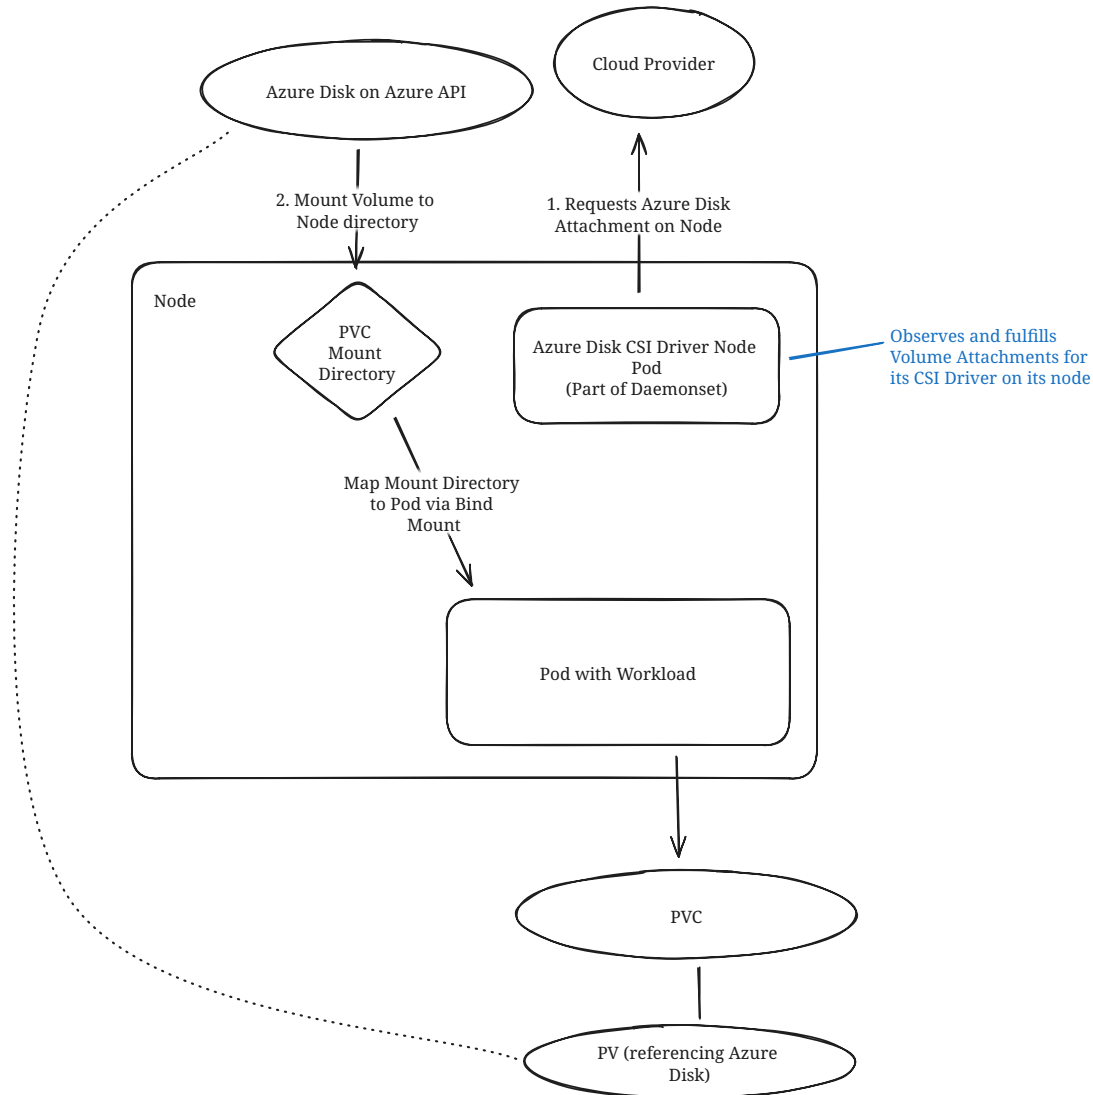 Cloud Provider
Azure Disk on Azure API
2. Mount Volume to
Node directory
1. Requests Azure Disk
Attachment on Node
Node
PVC
Mount
Directory
Azure Disk CSI Driver Node
Pod
(Part of Daemonset)
Observes and fulfills
Volume Attachments for
its CSI Driver on its node
Map Mount Directory
to Pod via Bind
Mount
Pod with Workload
PVC
PV (referencing Azure
Disk)